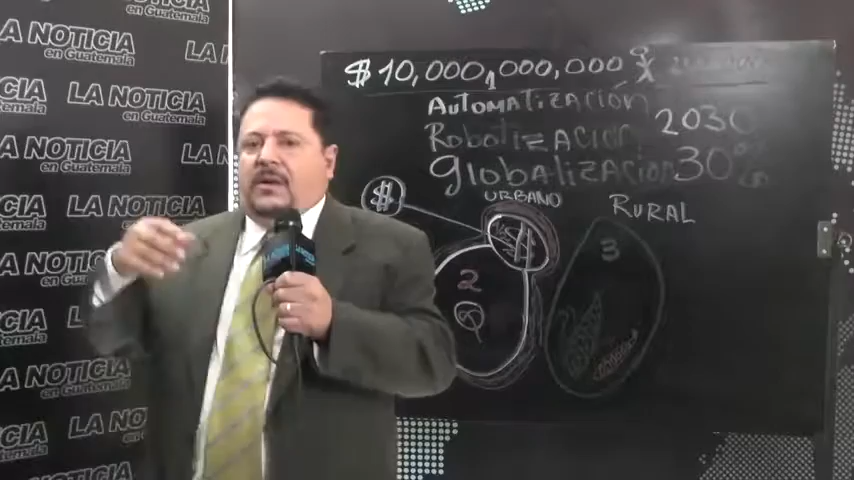 LA NOTICIA
en Guatemala
$ 10,000,000,000
AUTOMATIZACIÓN
ROBOTIZACIÓN 2030
GLOBALIZACIÓN 30%
$ URBANO RURAL
3
2
Q